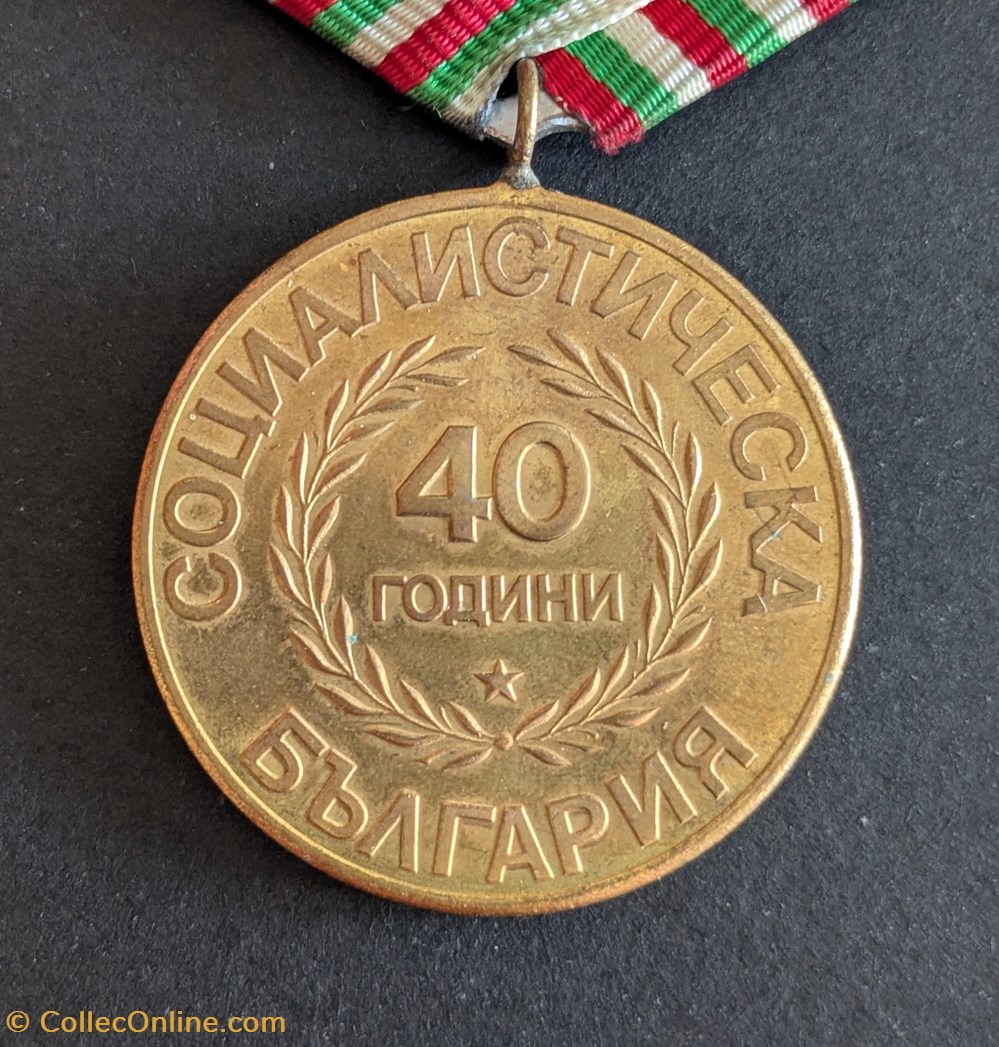 СОЦИАЛИСТИЧЕСКА
40
ГОДИНИ
БЪЛГАРИЯ
© CollecOnline.com